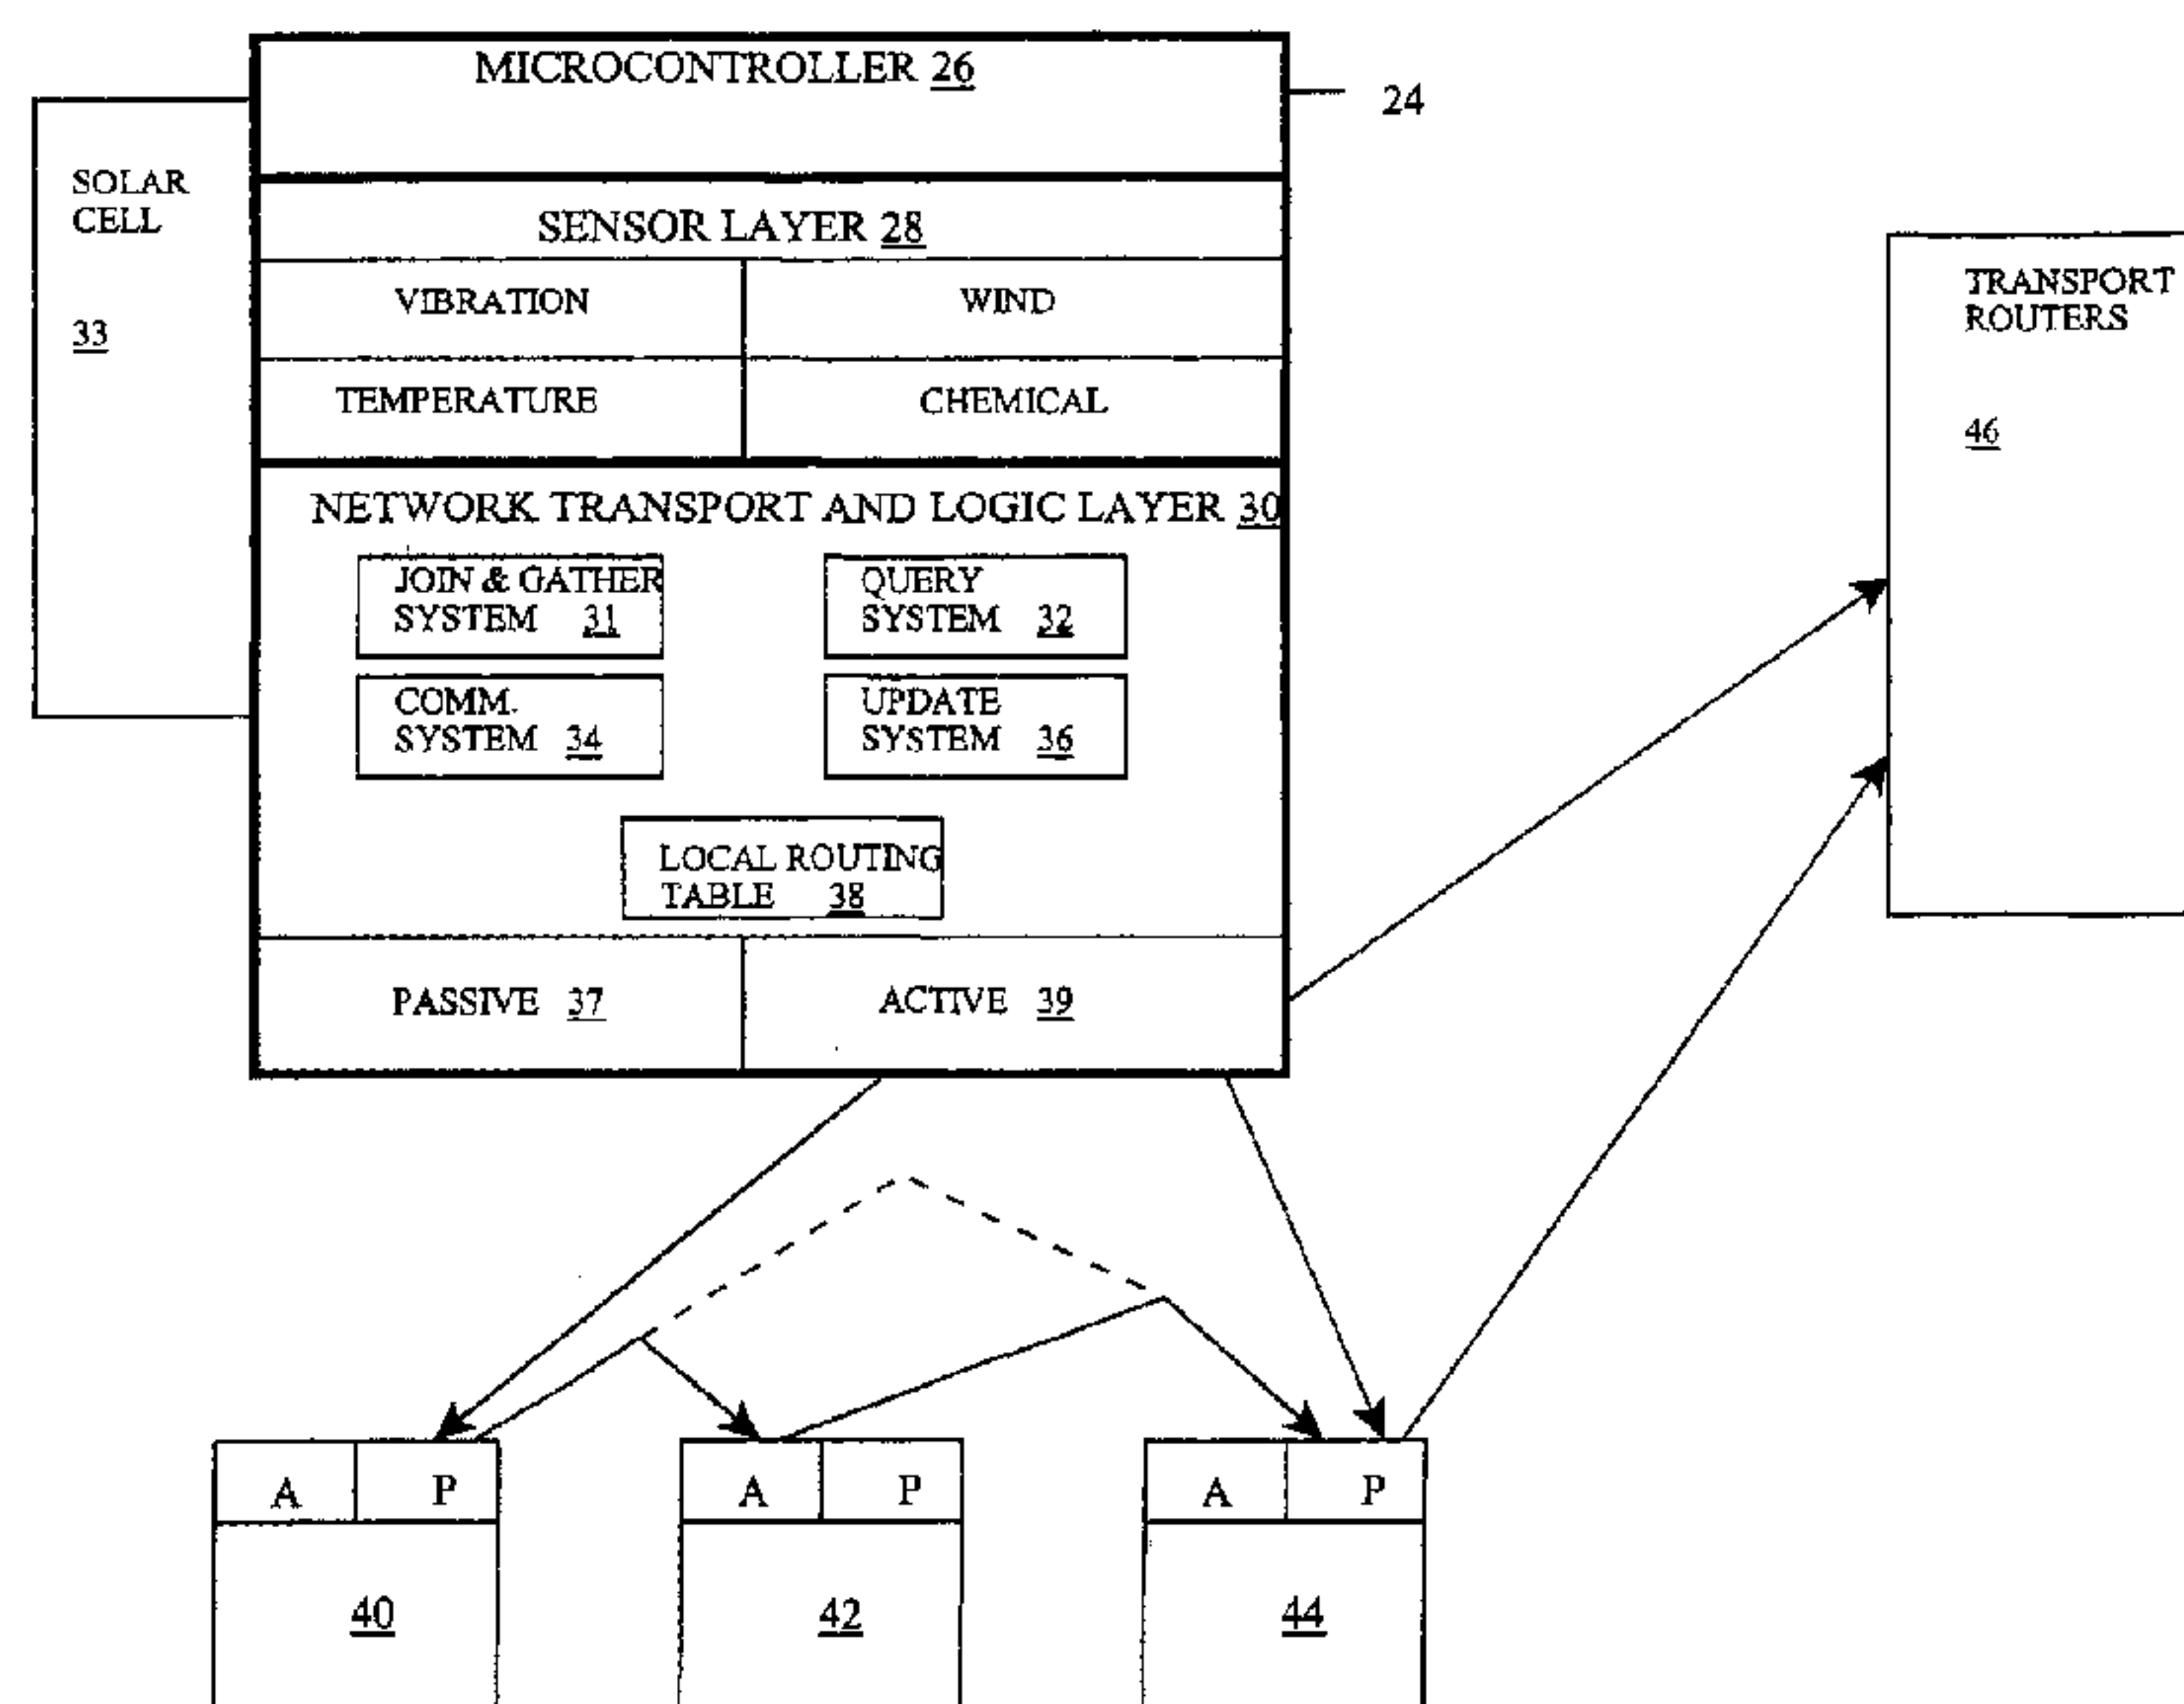 MICROCONTROLLER 26
24
SOLAR
CELL
33
SENSOR LAYER 28
VIBRATION WIND
TEMPERATURE CHEMICAL
TRANSPORT
ROUTERS
46
NETWORK TRANSPORT AND LOGIC LAYER 30
JOIN & GATHER
SYSTEM 31
QUERY
SYSTEM 32
COMM.
SYSTEM 34
UPDATE
SYSTEM 36
LOCAL ROUTING
TABLE 38
PASSIVE 37 ACTIVE 39
A P
40
A P
42
A P
44